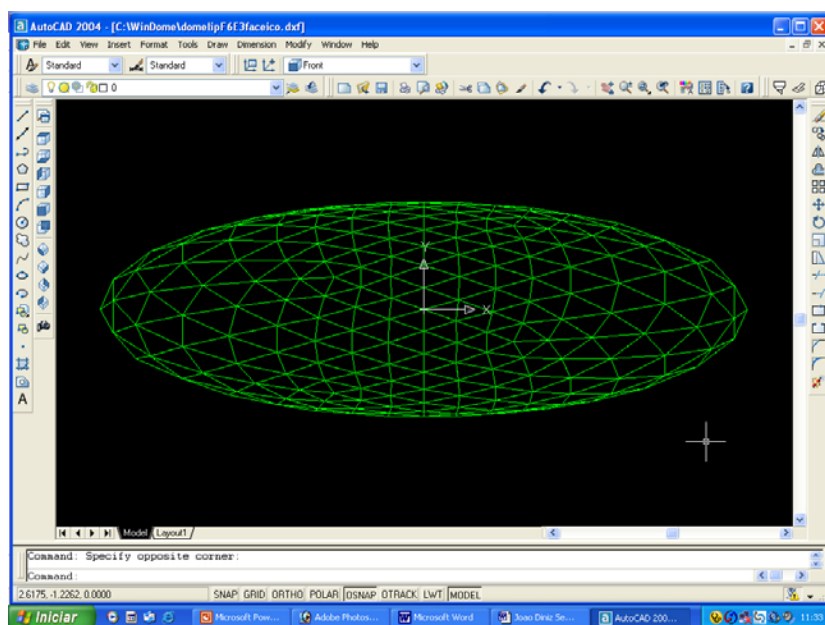 AutoCAD 2004 - [C:\WinDome\domelipF6E3faceico.dxf]
File Edit View Insert Format Tools Draw Dimension Modify Window Help
Standard Standard Front
0
Y
X
A
Model Layout1
Command: Specify opposite corner:
Command:
2.6175, -1.2262, 0.0000 SNAP GRID ORTHO POLAR OSNAP OTRACK LWT MODEL
Iniciar Microsoft Pow... Adobe Photos... Microsoft Word Joao Diniz Se... AutoCAD 200... 11:33